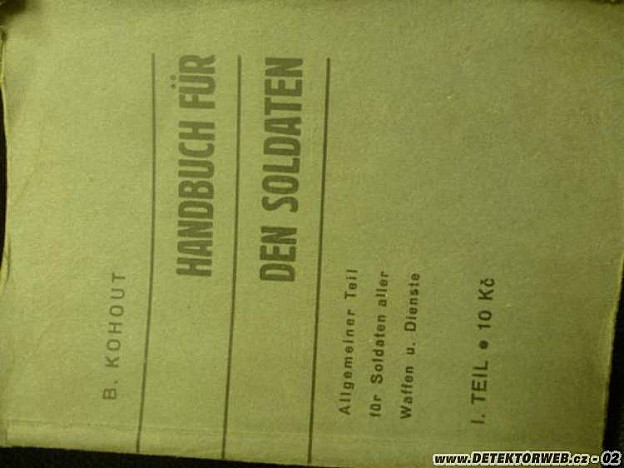 B. KOHOUT
HANDBUCH FÜR
DEN SOLDATEN
Allgemeiner Teil
für Soldaten aller
Waffen u. Dienste
I. TEIL • 10 Kč
www.DETEKTORWEB.cz - 02